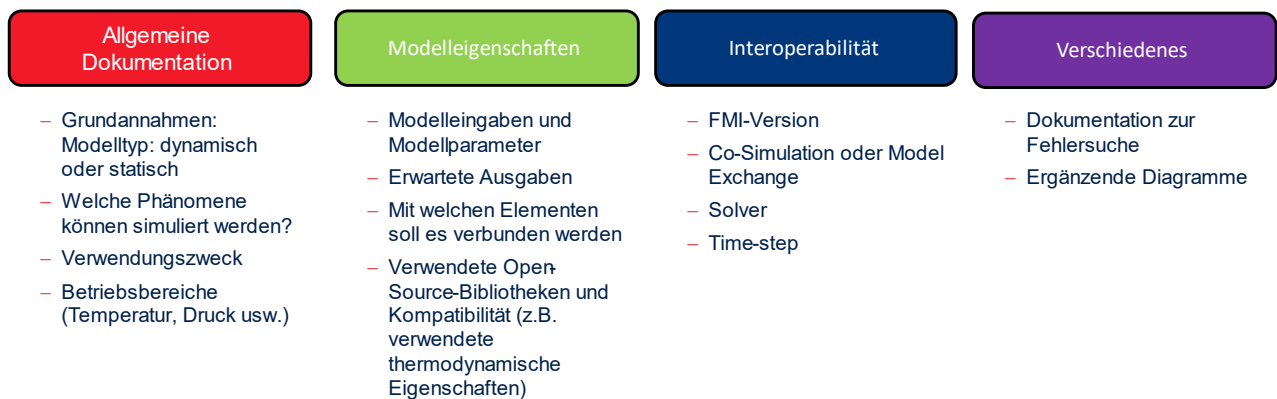 Allgemeine
Dokumentation
– Grundannahmen:
Modelltyp: dynamisch
oder statisch
– Welche Phänomene
können simuliert werden?
– Verwendungszweck
– Betriebsbereiche
(Temperatur, Druck usw.)
Modelleigenschaften
– Modelleingaben und
Modellparameter
– Erwartete Ausgaben
– Mit welchen Elementen
soll es verbunden werden
– Verwendete Open-
Source-Bibliotheken und
Kompatibilität (z.B.
verwendete
thermodynamische
Eigenschaften)
Interoperabilität
– FMI-Version
– Co-Simulation oder Model
Exchange
– Solver
– Time-step
Verschiedenes
– Dokumentation zur
Fehlersuche
– Ergänzende Diagramme